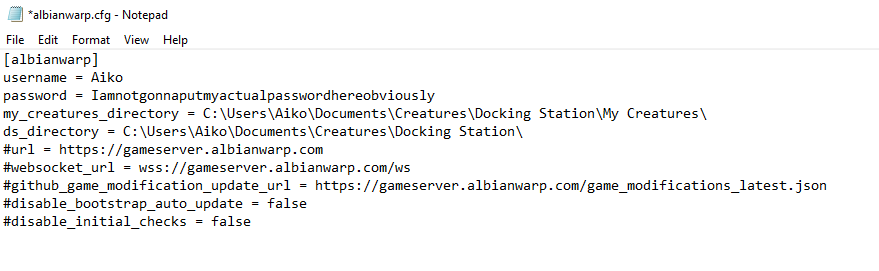 *albianwarp.cfg - Notepad
File Edit Format View Help
[albianwarp]
username = Aiko
password = Iamnotgonnaputmyactualpasswordhereobviously
my_creatures_directory = C:\Users\Aiko\Documents\Creatures\Docking Station\My Creatures\
ds_directory = C:\Users\Aiko\Documents\Creatures\Docking Station\
#url = https://gameserver.albianwarp.com
#websocket_url = wss://gameserver.albianwarp.com/ws
#github_game_modification_update_url = https://gameserver.albianwarp.com/game_modifications_latest.json
#disable_bootstrap_auto_update = false
#disable_initial_checks = false